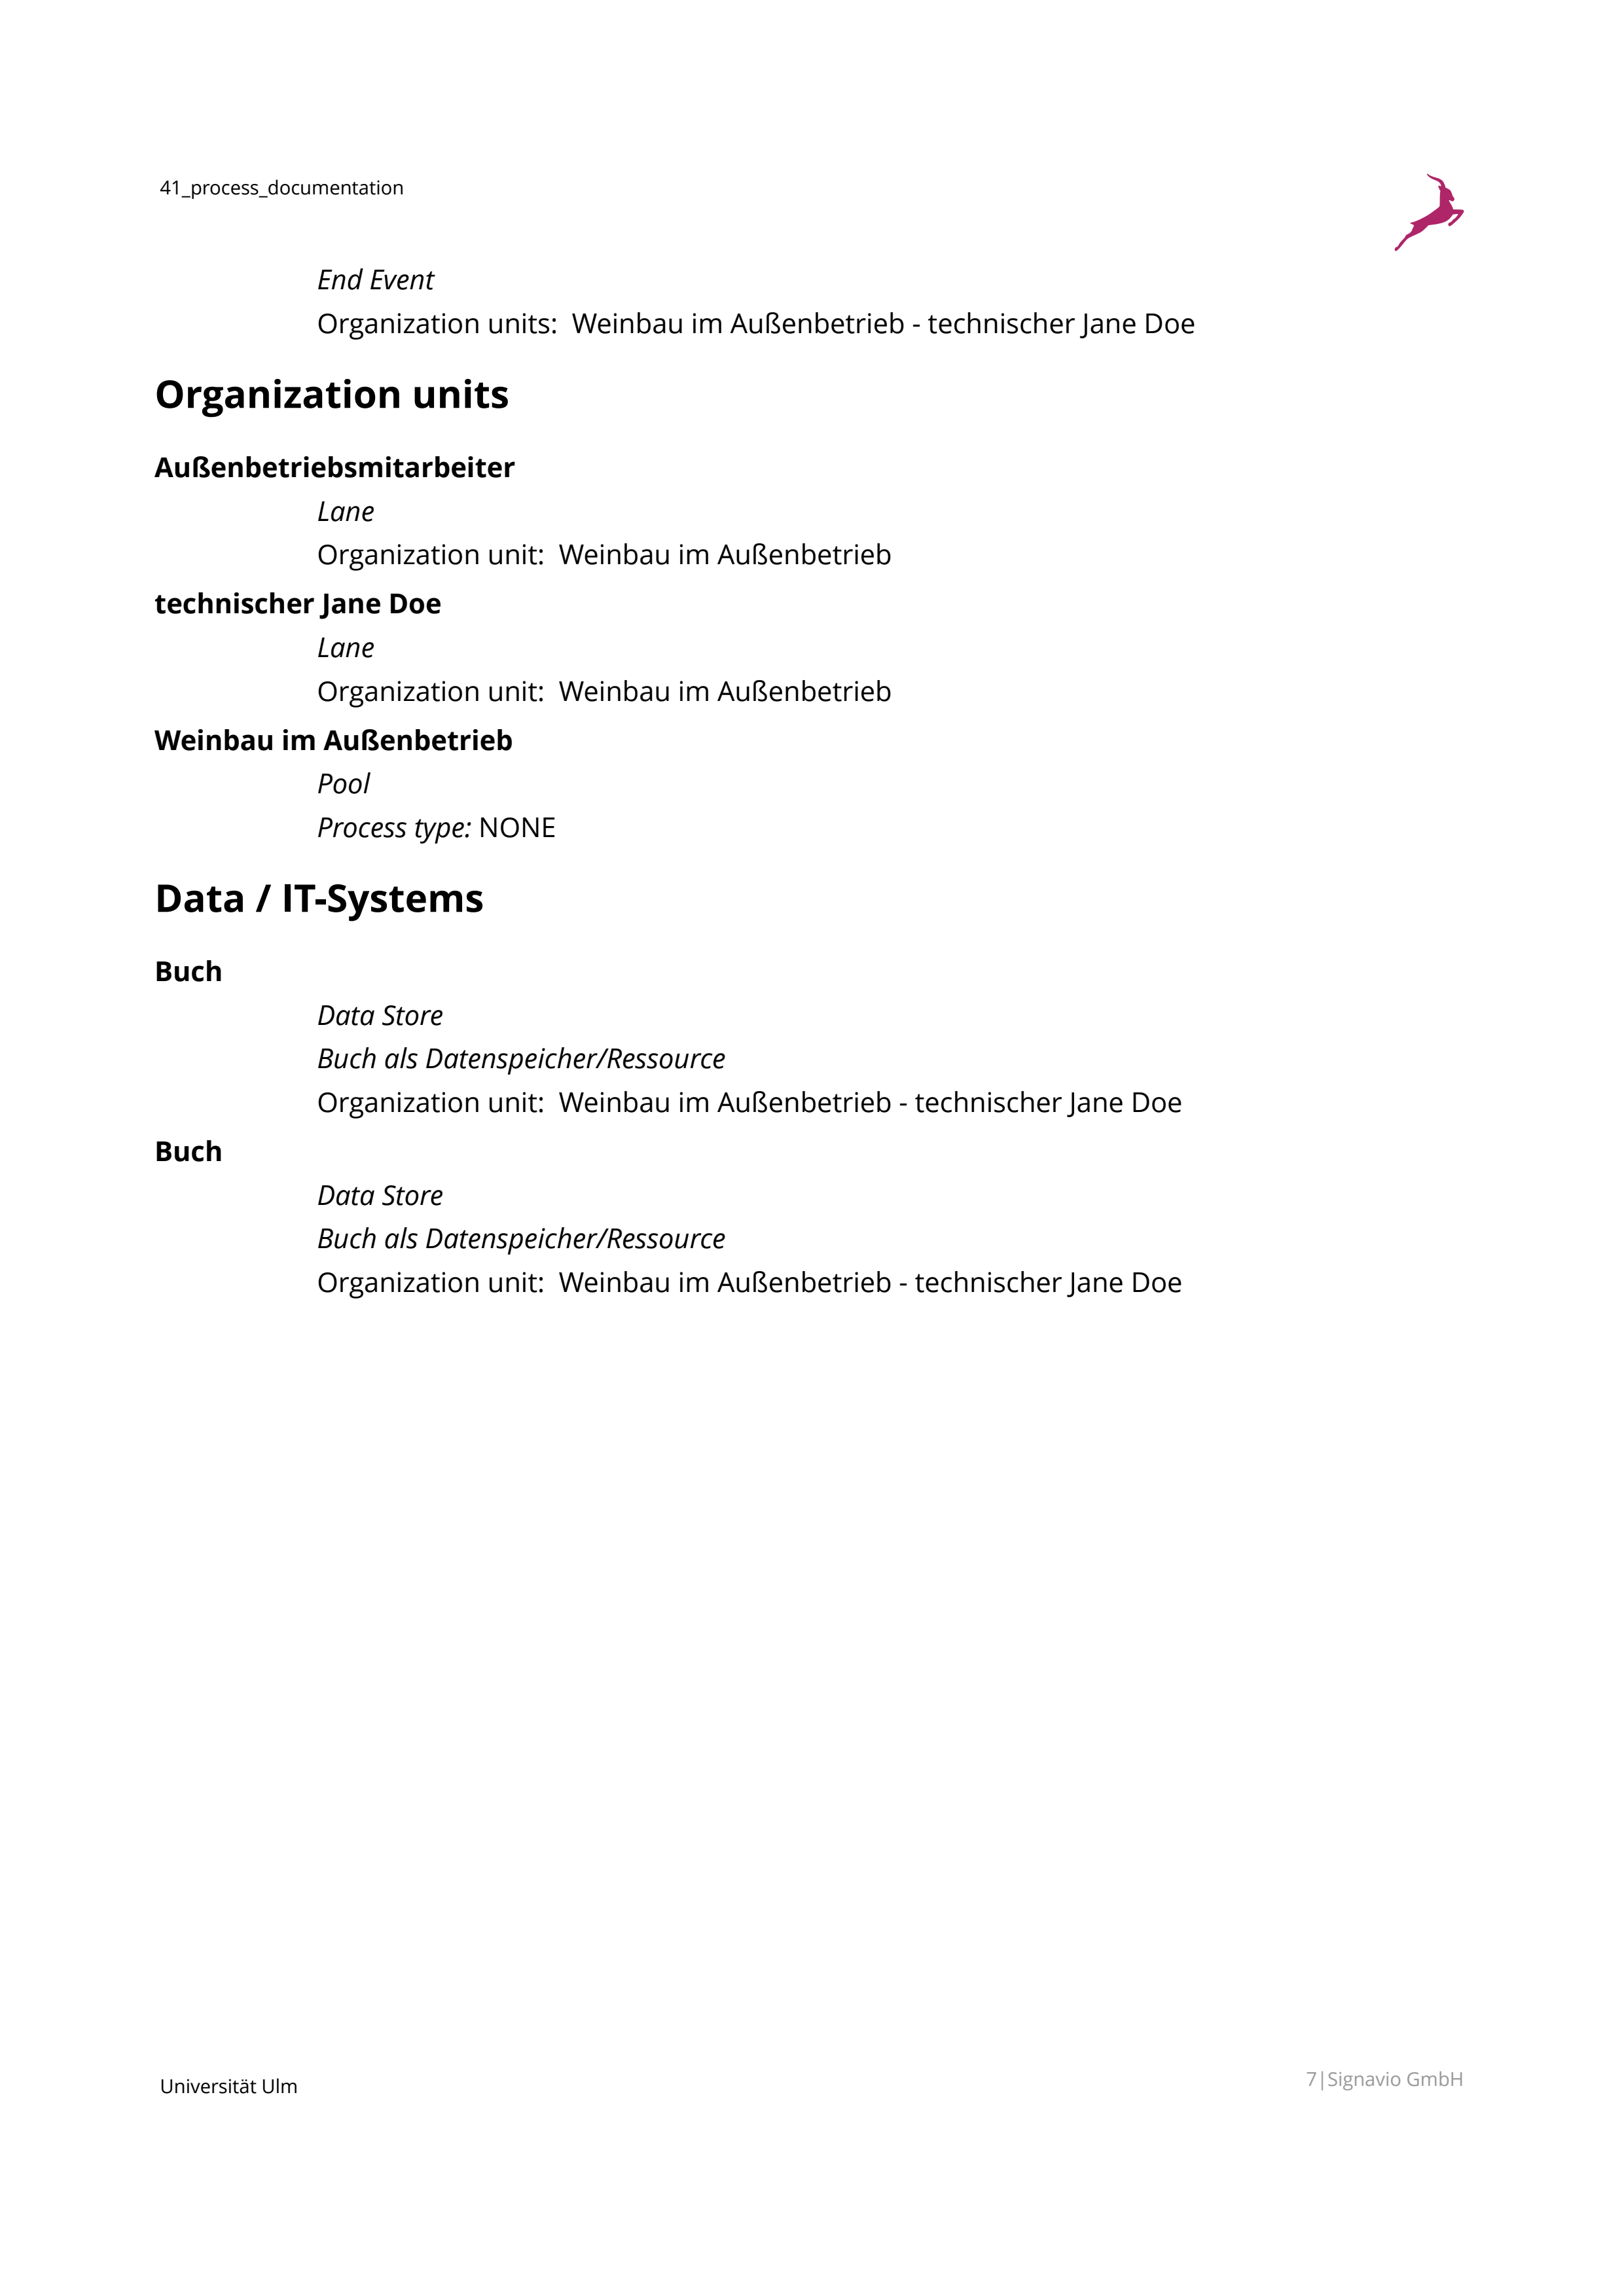 41_process_documentation
End Event
Organization units: Weinbau im Außenbetrieb - technischer Jane Doe
Organization units
Außenbetriebsmitarbeiter
Lane
Organization unit: Weinbau im Außenbetrieb
technischer Jane Doe
Lane
Organization unit: Weinbau im Außenbetrieb
Weinbau im Außenbetrieb
Pool
Process type: NONE
Data / IT-Systems
Buch
Data Store
Buch als Datenspeicher/Ressource
Organization unit: Weinbau im Außenbetrieb - technischer Jane Doe
Buch
Data Store
Buch als Datenspeicher/Ressource
Organization unit: Weinbau im Außenbetrieb - technischer Jane Doe
Universität Ulm
7|Signavio GmbH